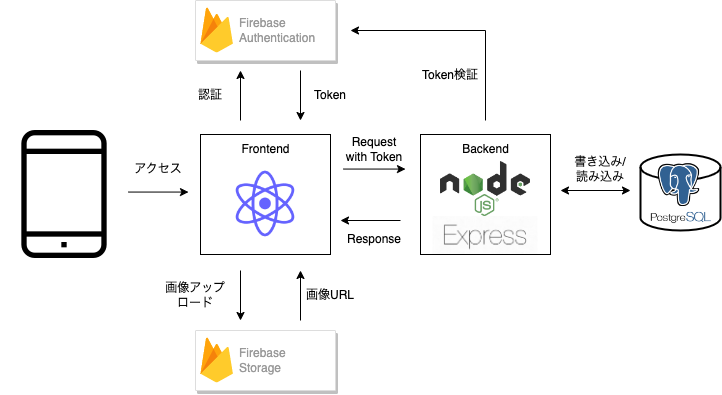 Firebase
Authentication
認証
Token
Token検証
アクセス
Frontend
Request
with Token
Backend
node
JS
Express
Response
書き込み/
読み込み
PostgreSQL
画像アップ
ロード
画像URL
Firebase
Storage